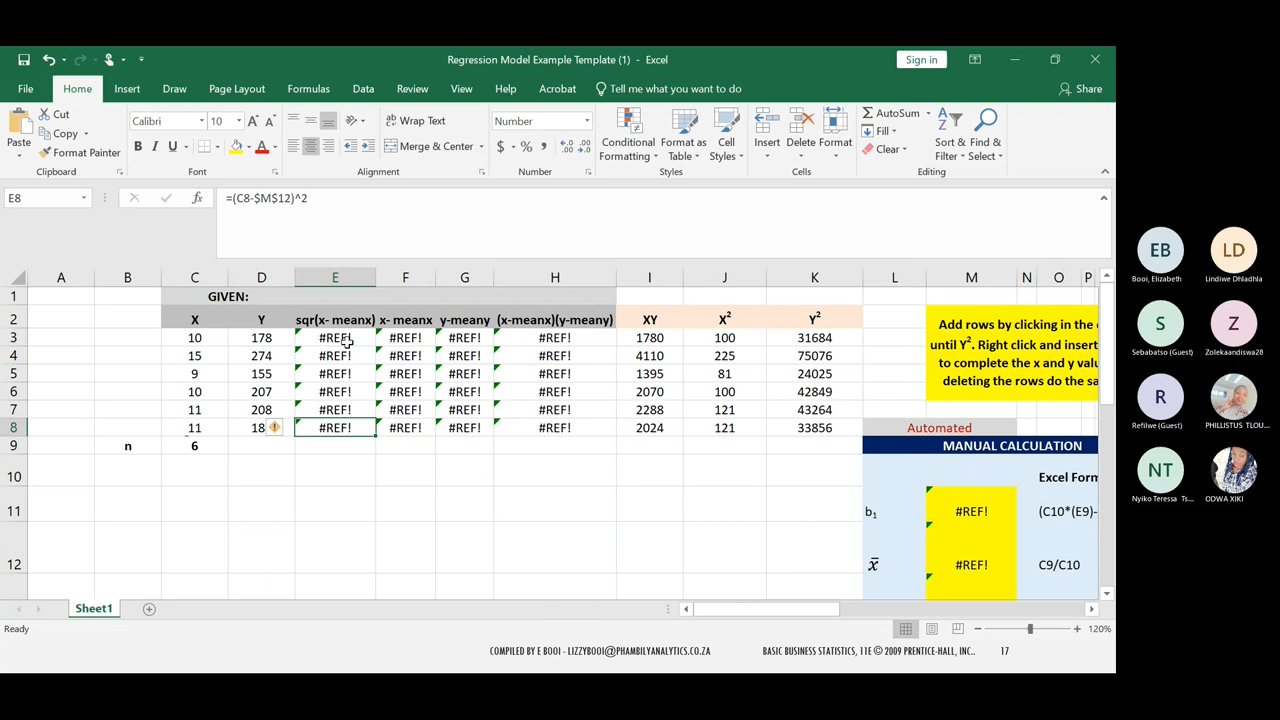 Regression Model Example Template (1) - Excel
Sign in
File Home Insert Draw Page Layout Formulas Data Review View Help Acrobat Tell me what you want to do Share
Paste
Cut
Copy
Format Painter
Clipboard
Calibri 10
B I U
Font
Wrap Text
Merge & Center
Alignment
Number
$ % ,
Number
Conditional Formatting
Format as Table
Cell Styles
Styles
Insert Delete Format
Cells
AutoSum
Fill
Clear
Sort & Filter
Find & Select
Editing
E8 fx =(C8-$M$12)^2
A B C D E F G H I J K L M N O P
1 GIVEN:
2 X Y sqr(x- meanx) x- meanx y-meany (x-meanx)(y-meany) XY X² Y²
3 10 178 #REF! #REF! #REF! #REF! 1780 100 31684
4 15 274 #REF! #REF! #REF! #REF! 4110 225 75076
5 9 155 #REF! #REF! #REF! #REF! 1395 81 24025
6 10 207 #REF! #REF! #REF! #REF! 2070 100 42849
7 11 208 #REF! #REF! #REF! #REF! 2288 121 43264
8 11 18 #REF! #REF! #REF! #REF! 2024 121 33856
Add rows by clicking in the
until Y². Right click and insert
to complete the x and y valu
deleting the rows do the sa
Automated
9 n 6 MANUAL CALCULATION
10 Excel Form
11 b₁ #REF! (C10*(E9)-
12 x̄ #REF! C9/C10
Sheet1
Ready
120%
COMPILED BY E BOOI - LIZZYBOOI@PHAMBILYANALYTICS.CO.ZA BASIC BUSINESS STATISTICS, 11E © 2009 PRENTICE-HALL, INC.. 17
EB LD
Booi, Elizabeth Lindiwe Dhladhla
S Z
Sebabatso (Guest) Zolekaandiswa28
R
Refilwe (Guest) PHILLISTUS TLOU...
NT
Nyiko Teressa Ts... ODWA XIKI